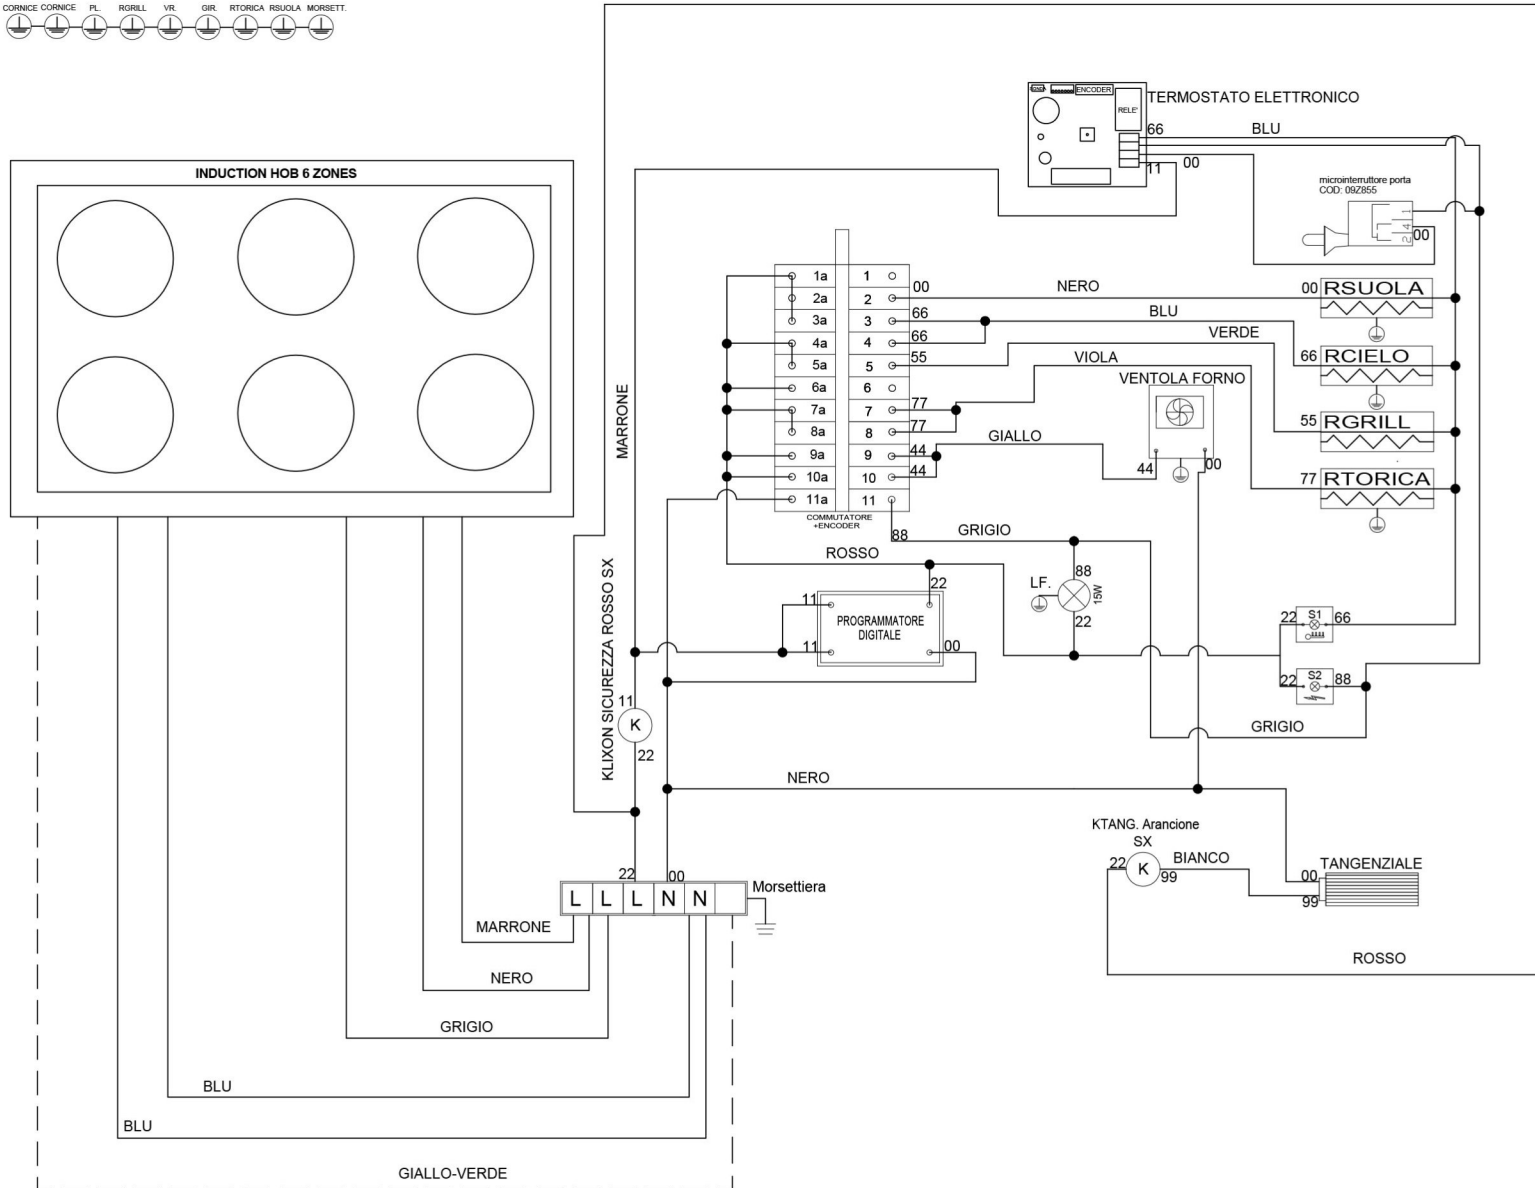 CORNICE CORNICE PL. RGRILL VR. GIR. RTORICA RSUOLA MORSETT.
INDUCTION HOB 6 ZONES
ENCODER
RELE'
TERMOSTATO ELETTRONICO
66
BLU
11
00
microinterruttore porta
COD: 09Z855
1
4
2
00
MARRONE
1a 1
2a 2
3a 3
4a 4
5a 5
6a 6
7a 7
8a 8
9a 9
10a 10
11a 11
COMMUTATORE
+ENCODER
00
NERO
00 RSUOLA
66
BLU
66
VERDE
66 RCIELO
55
VIOLA
VENTOLA FORNO
77
77
55 RGRILL
GIALLO
44
44
44
00
77 RTORICA
88
GRIGIO
ROSSO
22
LF.
88
15W
22
11
PROGRAMMATORE
DIGITALE
11
00
22 S1 66
22 S2 88
GRIGIO
KLIXON SICUREZZA ROSSO SX
11
K
22
NERO
KTANG. Arancione
SX
22 K 99
BIANCO
TANGENZIALE
00
99
ROSSO
22
00
L L L N N
Morsettiera
MARRONE
NERO
GRIGIO
BLU
BLU
GIALLO-VERDE